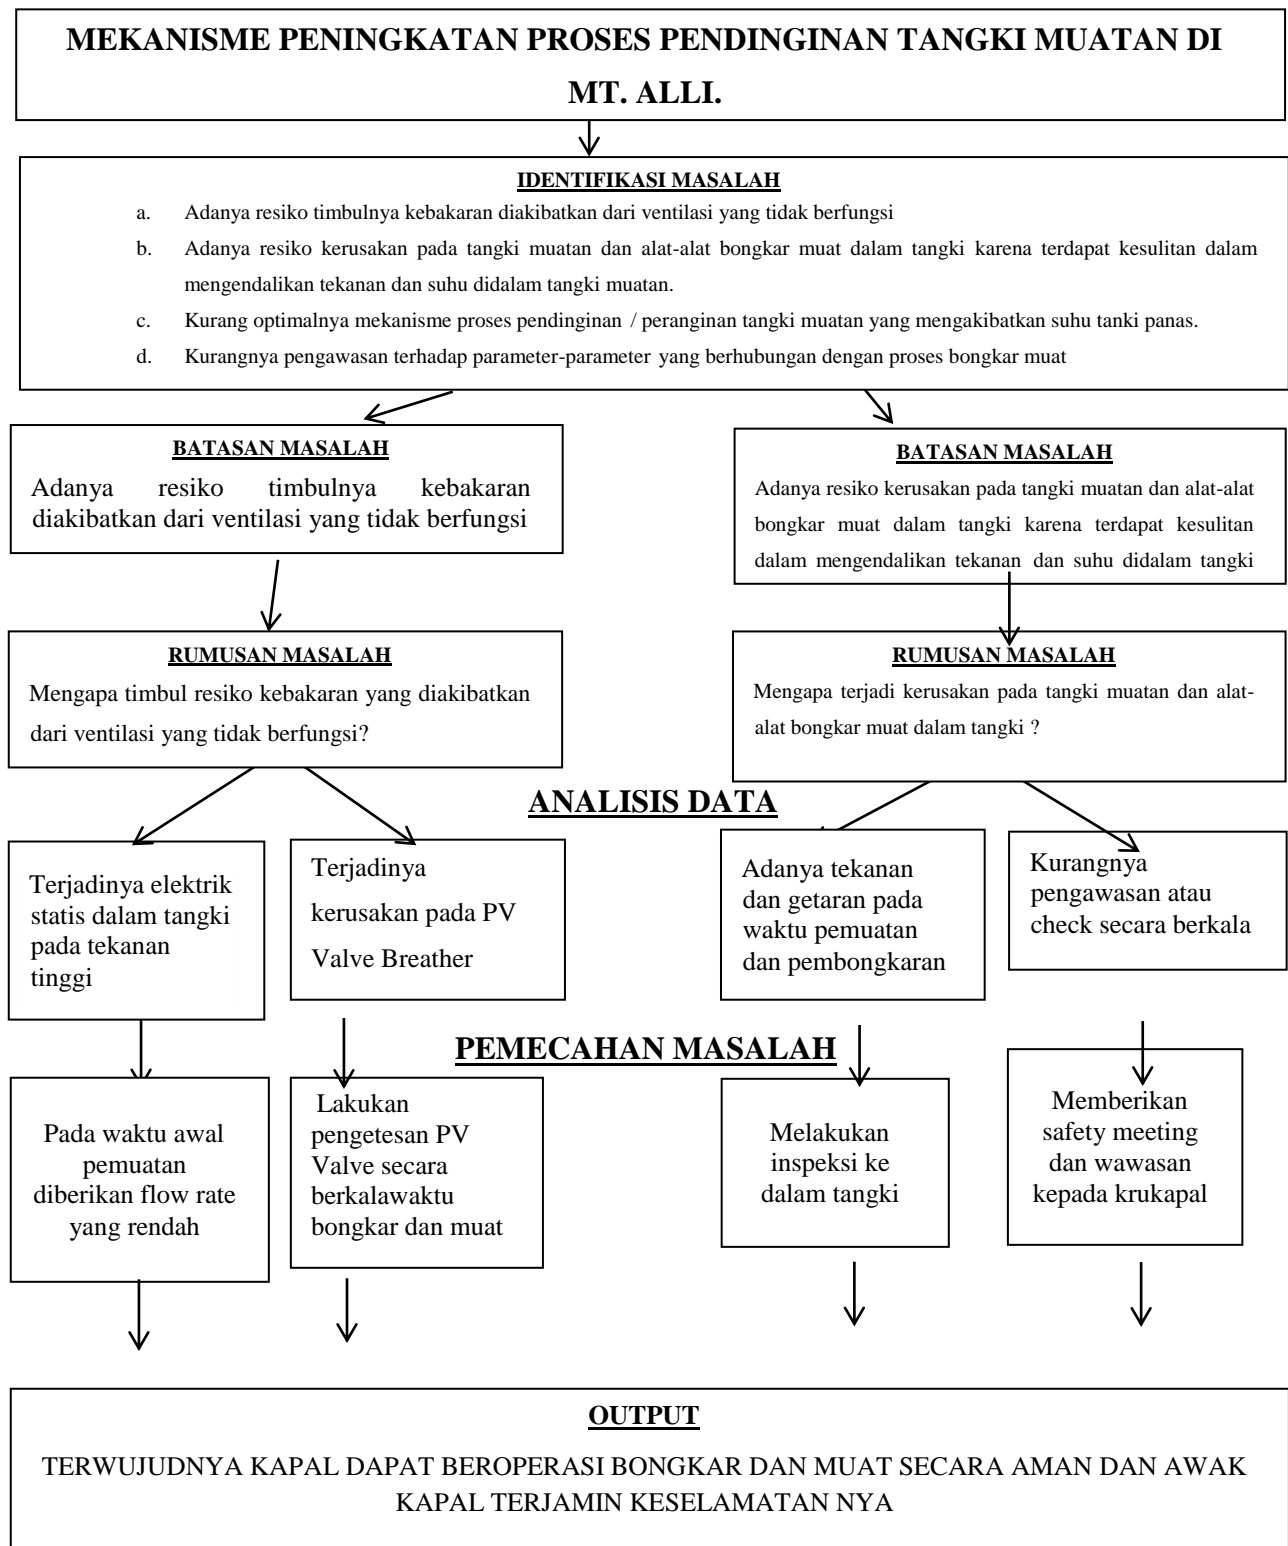 MEKANISME PENINGKATAN PROSES PENDINGINAN TANGKI MUATAN DI
MT. ALLI.
IDENTIFIKASI MASALAH
a. Adanya resiko timbulnya kebakaran diakibatkan dari ventilasi yang tidak berfungsi
b. Adanya resiko kerusakan pada tangki muatan dan alat-alat bongkar muat dalam tangki karena terdapat kesulitan dalam
mengendalikan tekanan dan suhu didalam tangki muatan.
c. Kurang optimalnya mekanisme proses pendinginan / peranginan tangki muatan yang mengakibatkan suhu tanki panas.
d. Kurangnya pengawasan terhadap parameter-parameter yang berhubungan dengan proses bongkar muat
BATASAN MASALAH
Adanya resiko timbulnya kebakaran
diakibatkan dari ventilasi yang tidak berfungsi
BATASAN MASALAH
Adanya resiko kerusakan pada tangki muatan dan alat-alat
bongkar muat dalam tangki karena terdapat kesulitan
dalam mengendalikan tekanan dan suhu didalam tangki
RUMUSAN MASALAH
Mengapa timbul resiko kebakaran yang diakibatkan
dari ventilasi yang tidak berfungsi?
RUMUSAN MASALAH
Mengapa terjadi kerusakan pada tangki muatan dan alat-
alat bongkar muat dalam tangki ?
ANALISIS DATA
Terjadinya elektrik
statis dalam tangki
pada tekanan
tinggi
Terjadinya
kerusakan pada PV
Valve Breather
Adanya tekanan
dan getaran pada
waktu pemuatan
dan pembongkaran
Kurangnya
pengawasan atau
check secara berkala
PEMECAHAN MASALAH
Pada waktu awal
pemuatan
diberikan flow rate
yang rendah
Lakukan
pengetesan PV
Valve secara
berkalawaktu
bongkar dan muat
Melakukan
inspeksi ke
dalam tangki
Memberikan
safety meeting
dan wawasan
kepada krukapal
OUTPUT
TERWUJUDNYA KAPAL DAPAT BEROPERASI BONGKAR DAN MUAT SECARA AMAN DAN AWAK
KAPAL TERJAMIN KESELAMATAN NYA